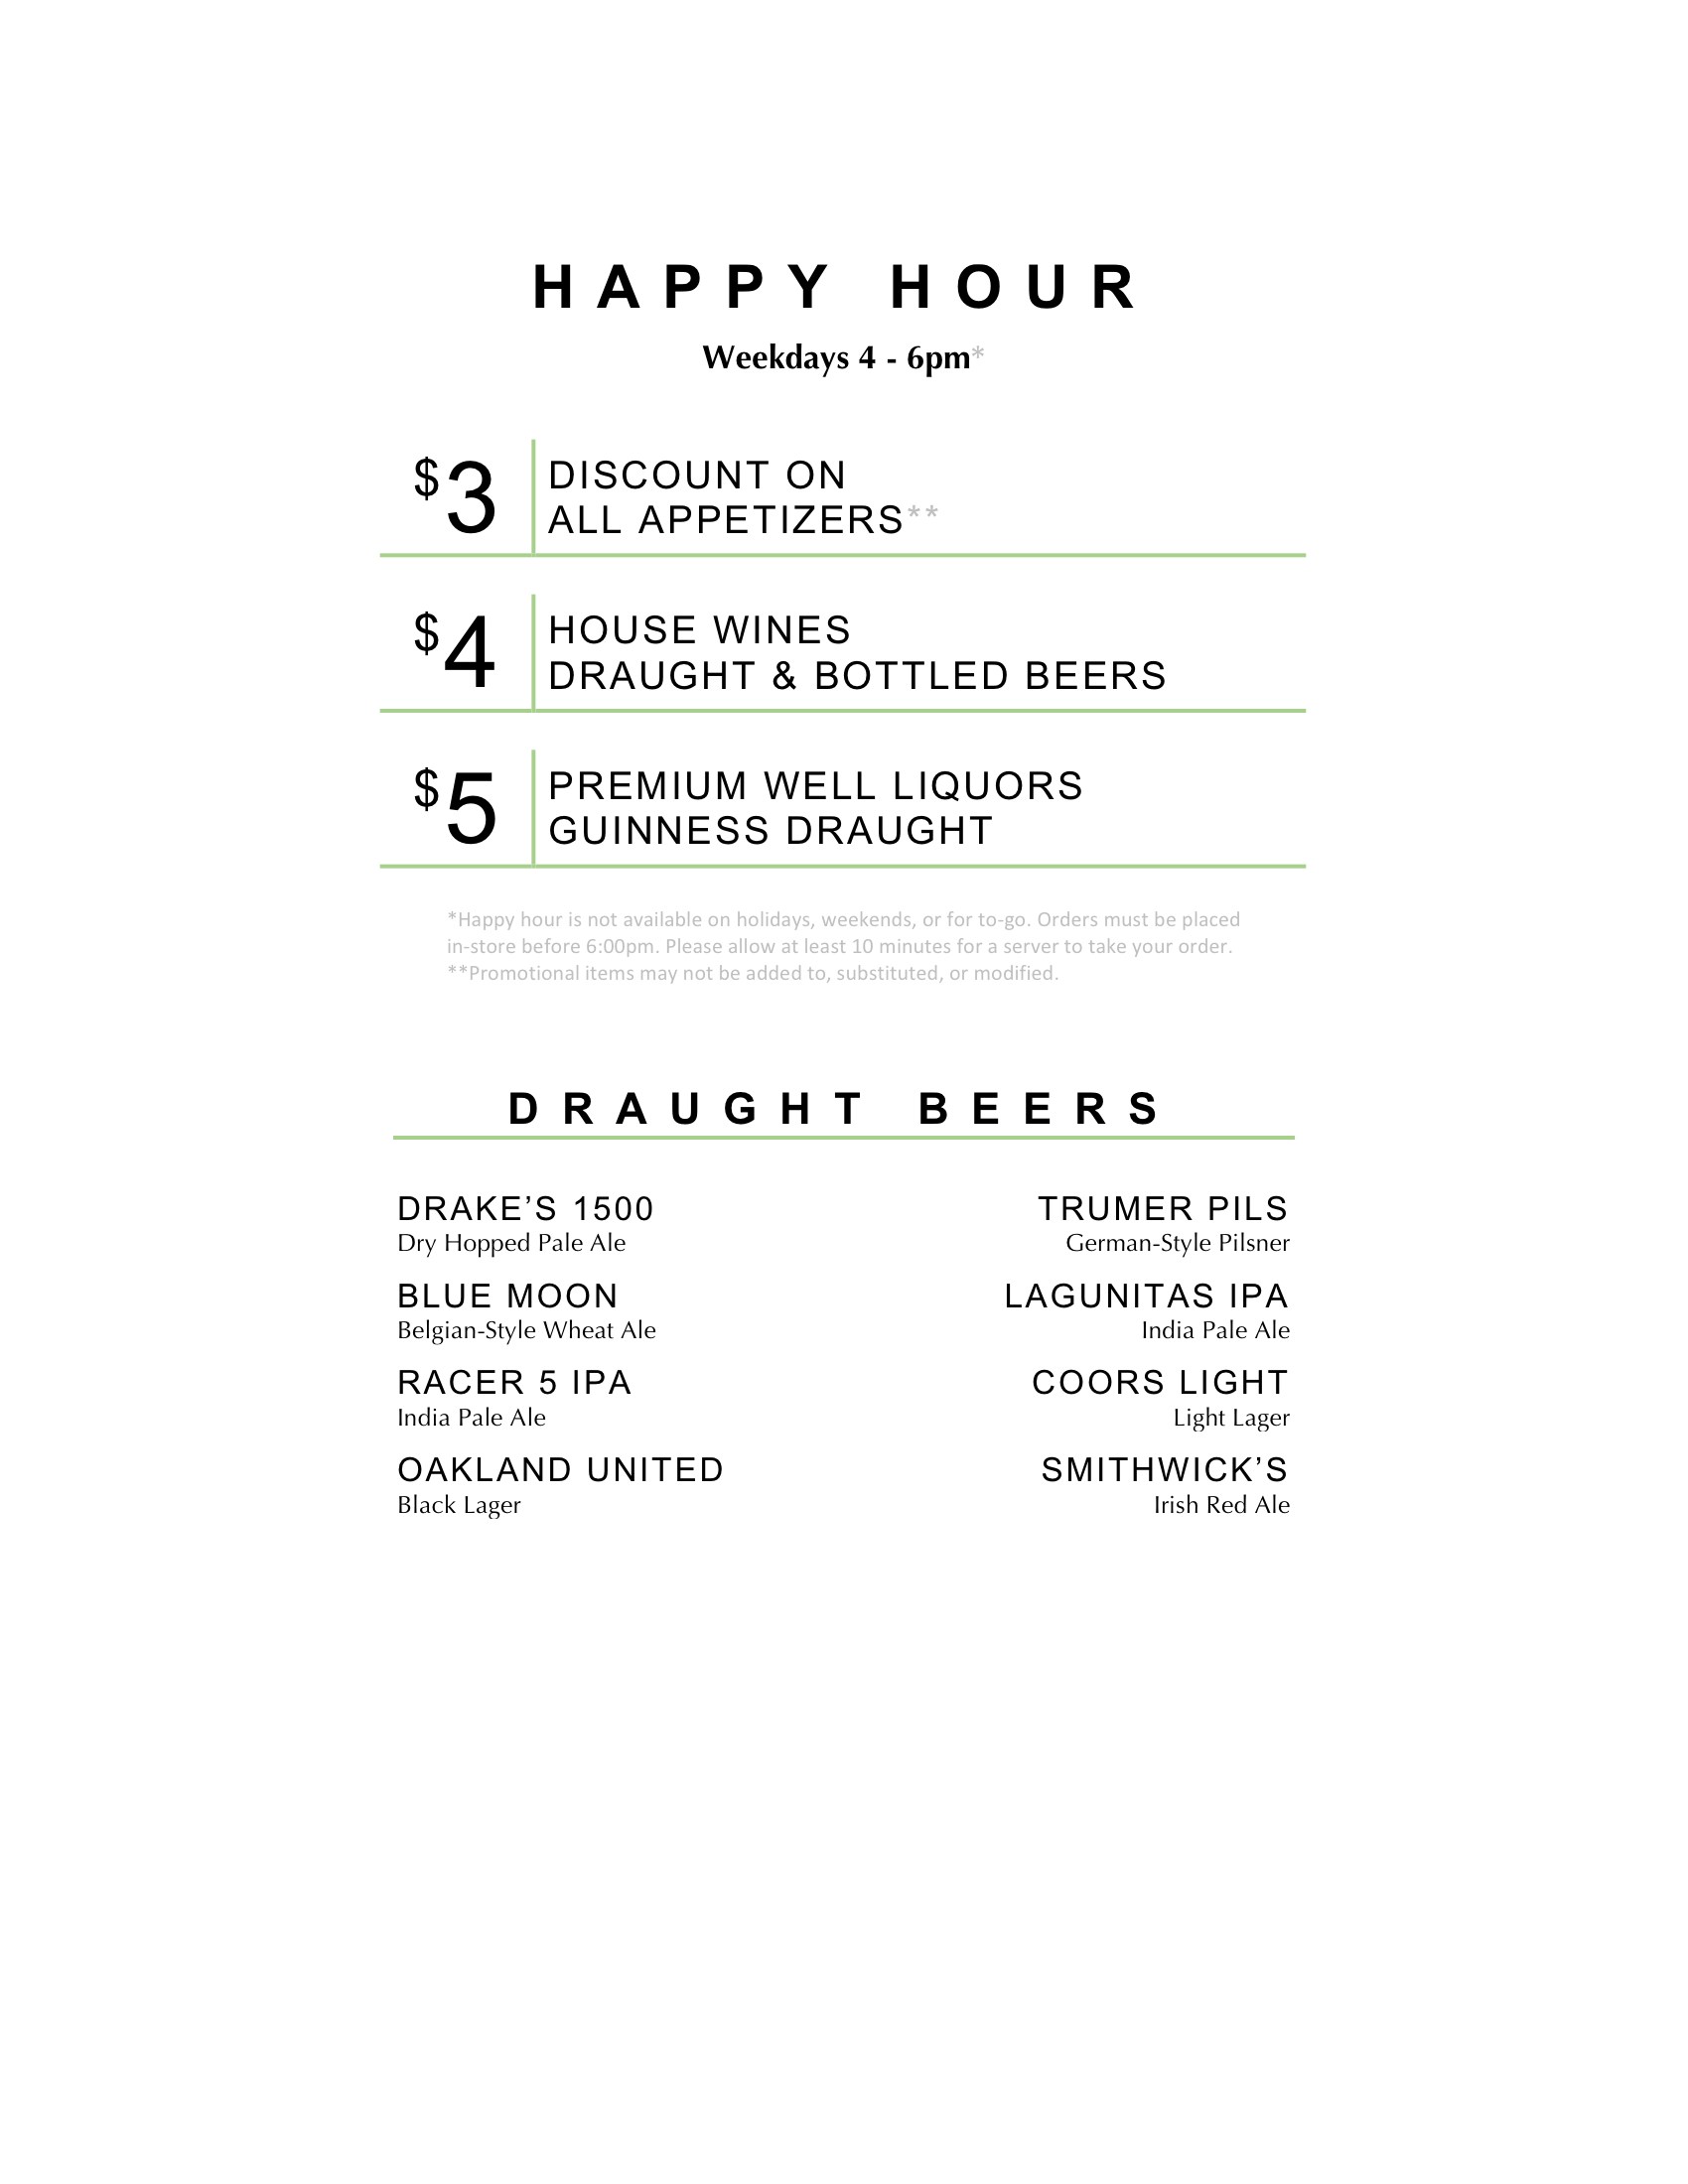 HAPPY HOUR
Weekdays 4 - 6pm*
$3
DISCOUNT ON
ALL APPETIZERS**
$4
HOUSE WINES
DRAUGHT & BOTTLED BEERS
$5
PREMIUM WELL LIQUORS
GUINNESS DRAUGHT
*Happy hour is not available on holidays, weekends, or for to-go. Orders must be placed
in-store before 6:00pm. Please allow at least 10 minutes for a server to take your order.
**Promotional items may not be added to, substituted, or modified.
DRAUGHT BEERS
DRAKE’S 1500
Dry Hopped Pale Ale
BLUE MOON
Belgian-Style Wheat Ale
RACER 5 IPA
India Pale Ale
OAKLAND UNITED
Black Lager
TRUMER PILS
German-Style Pilsner
LAGUNITAS IPA
India Pale Ale
COORS LIGHT
Light Lager
SMITHWICK’S
Irish Red Ale